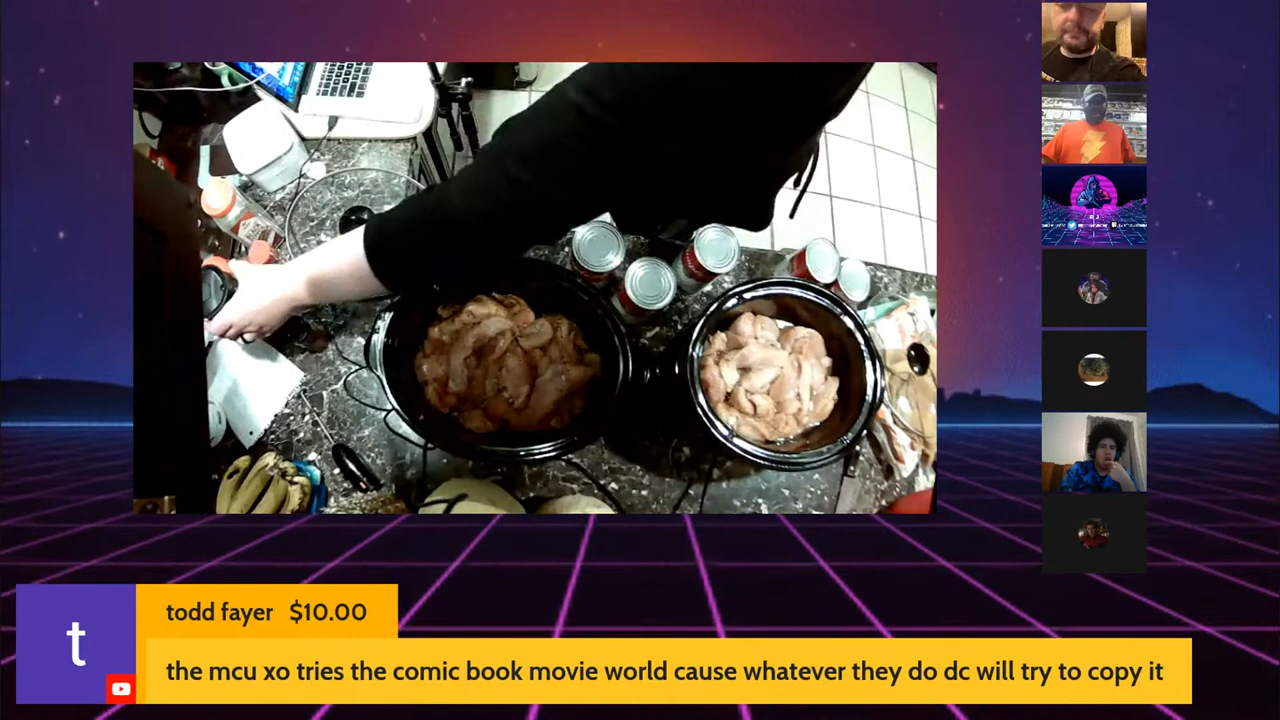 t
todd fayer $10.00
the mcu xo tries the comic book movie world cause whatever they do dc will try to copy it